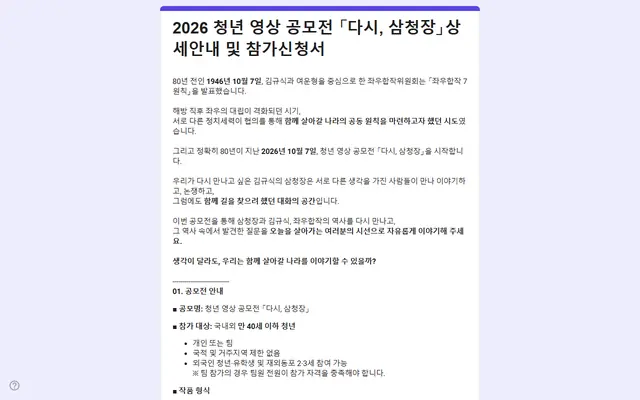 2026 청년 영상 공모전 「다시, 삼청장」상
세안내 및 참가신청서
80년 전인 1946년 10월 7일, 김규식과 여운형을 중심으로 한 좌우합작위원회는 「좌우합작 7
원칙」을 발표했습니다.
해방 직후 좌우의 대립이 격화되던 시기,
서로 다른 정치세력이 협의를 통해 함께 살아갈 나라의 공동 원칙을 마련하고자 했던 시도였
습니다.
그리고 정확히 80년이 지난 2026년 10월 7일, 청년 영상 공모전 「다시, 삼청장」을 시작합니
다.
우리가 다시 만나고 싶은 김규식의 삼청장은 서로 다른 생각을 가진 사람들이 만나 이야기하
고, 논쟁하고,
그럼에도 함께 길을 찾으려 했던 대화의 공간입니다.
이번 공모전을 통해 삼청장과 김규식, 좌우합작의 역사를 다시 만나고,
그 역사 속에서 발견한 질문을 오늘을 살아가는 여러분의 시선으로 자유롭게 이야기해 주세
요.
생각이 달라도, 우리는 함께 살아갈 나라를 이야기할 수 있을까?
01. 공모전 안내
■ 공모명: 청년 영상 공모전 「다시, 삼청장」
■ 참가 대상: 국내외 만 40세 이하 청년
• 개인 또는 팀
• 국적 및 거주지역 제한 없음
• 외국인 청년·유학생 및 재외동포 2·3세 참여 가능
※ 팀 참가의 경우 팀원 전원이 참가 자격을 충족해야 합니다.
■ 작품 형식